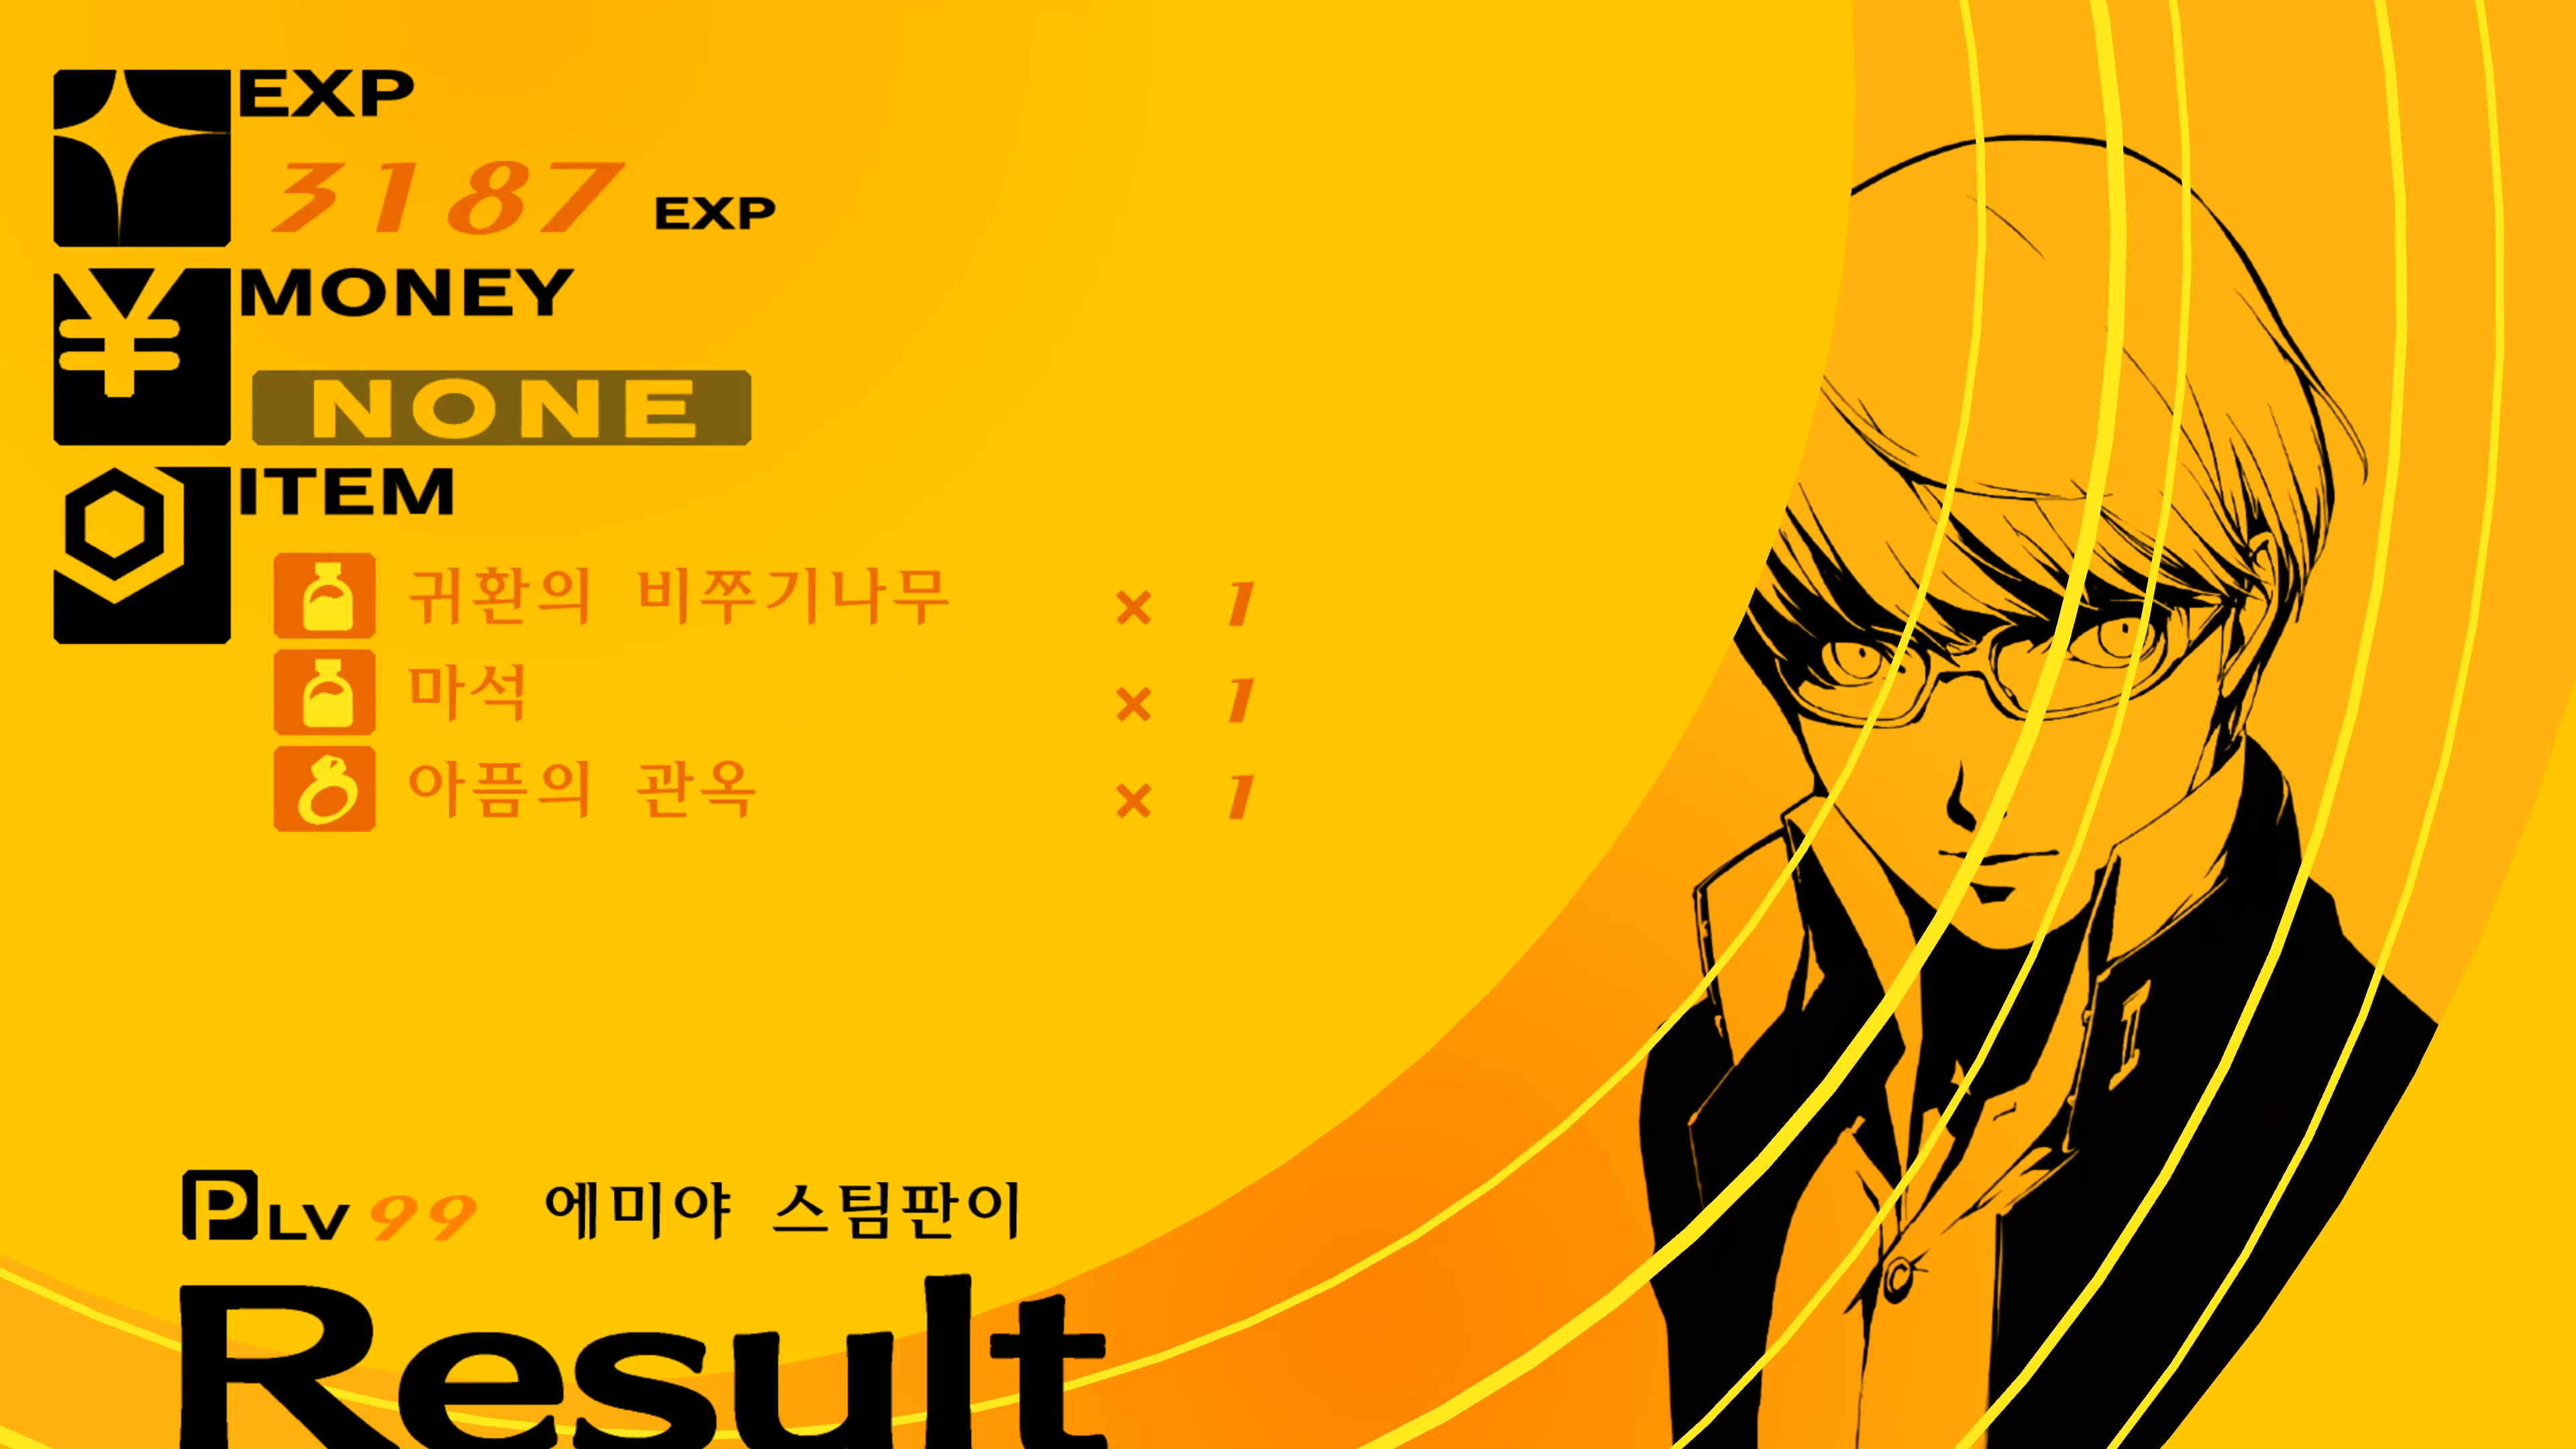 EXP
3187 EXP
MONEY
NONE
ITEM
귀환의 비쭈기나무 × 1
마석 × 1
아픔의 관옥 × 1
P LV 99 에미야 스팀판이
Result